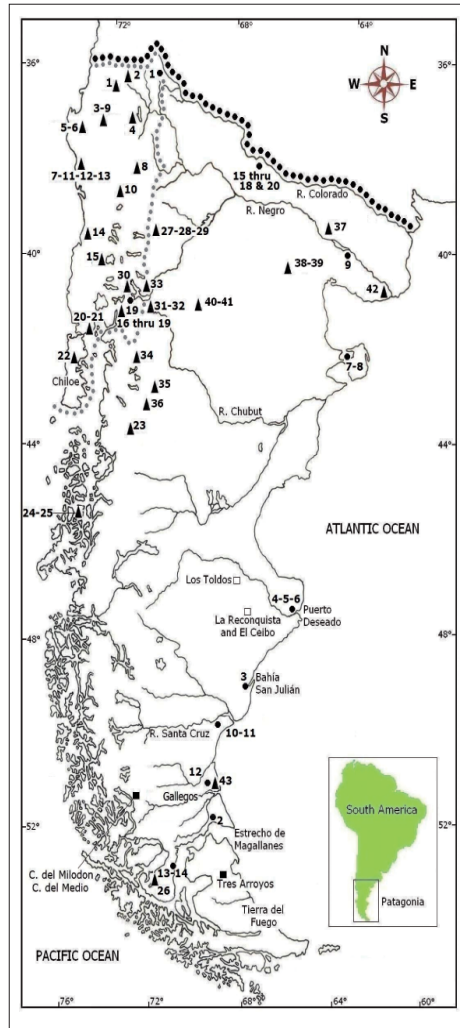 72° 68° 64°
N
W E
S
36° 36°
1 2 1
3-9
5-6 4
15 thru
18 & 20
R. Colorado
7-11-12-13 8
10
R. Negro
14 27-28-29 37
40° 40°
15 9
38-39
30 33 42
19 31-32 40-41
16 thru 19
20-21
22 34 7-8
Chiloe
35
36
R. Chubut
23
44° 44°
24-25
ATLANTIC OCEAN
Los Toldos
4-5-6
La Reconquista
and El Ceibo
Puerto
Deseado
48° 48°
3
Bahía
San Julián
R. Santa Cruz
10-11
12 43
Gallegos
South America
52° 52°
2
Estrecho de
Magallanes
C. del Milodon
C. del Medio
13-14
26
Tres Arroyos
Patagonia
Tierra del
Fuego
PACIFIC OCEAN
76° 72° 68° 64° 60°